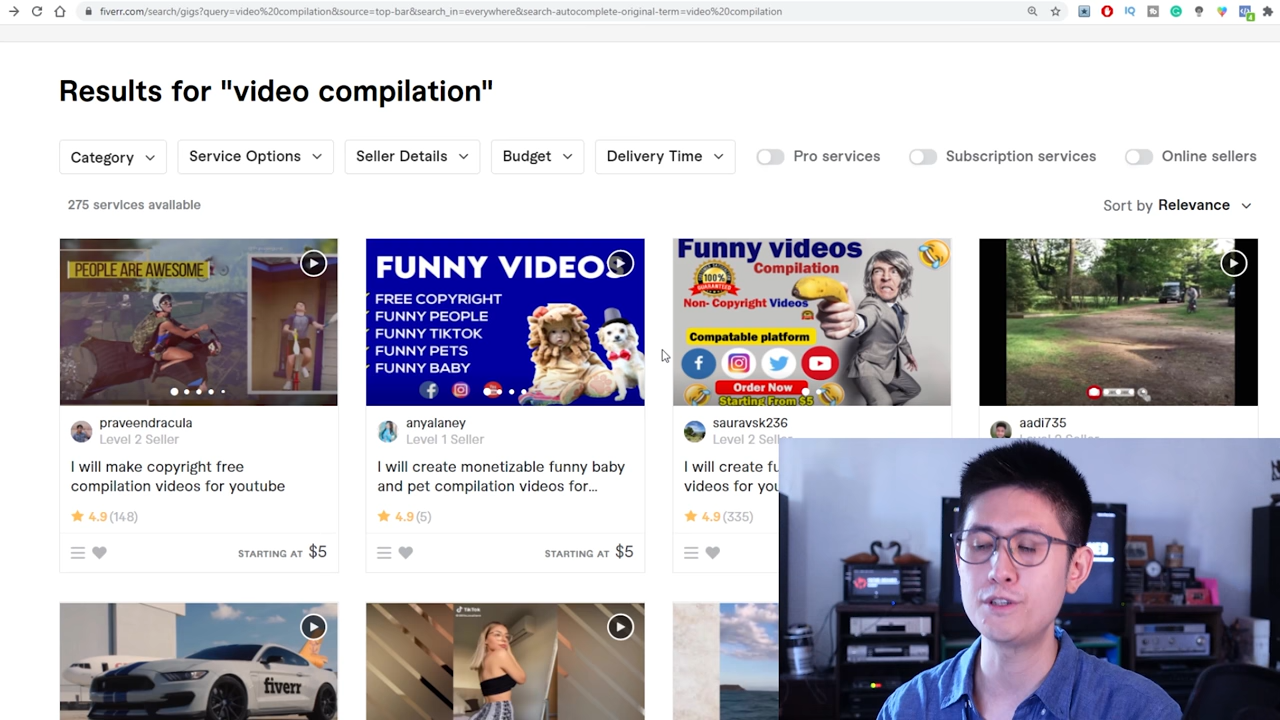 fiverr.com/search/gigs?query=video%20compilation&source=top-bar&search_in=everywhere&search-autocomplete-original-term=video%20compilation
Results for "video compilation"
Category
Service Options
Seller Details
Budget
Delivery Time
Pro services
Subscription services
Online sellers
275 services available
Sort by Relevance
PEOPLE ARE AWESOME
FUNNY VIDEOS
FREE COPYRIGHT
FUNNY PEOPLE
FUNNY TIKTOK
FUNNY PETS
FUNNY BABY
Funny videos
Compilation
100%
Non- Copyright Videos
Compatable platform
Order Now
Starting From $5
praveendracula
Level 2 Seller
I will make copyright free
compilation videos for youtube
4.9 (148)
STARTING AT $5
anyalaney
Level 1 Seller
I will create monetizable funny baby
and pet compilation videos for...
4.9 (5)
STARTING AT $5
sauravsk236
Level 2 Seller
I will create fu
videos for you
4.9 (335)
aadi735
fiverr
TikTok